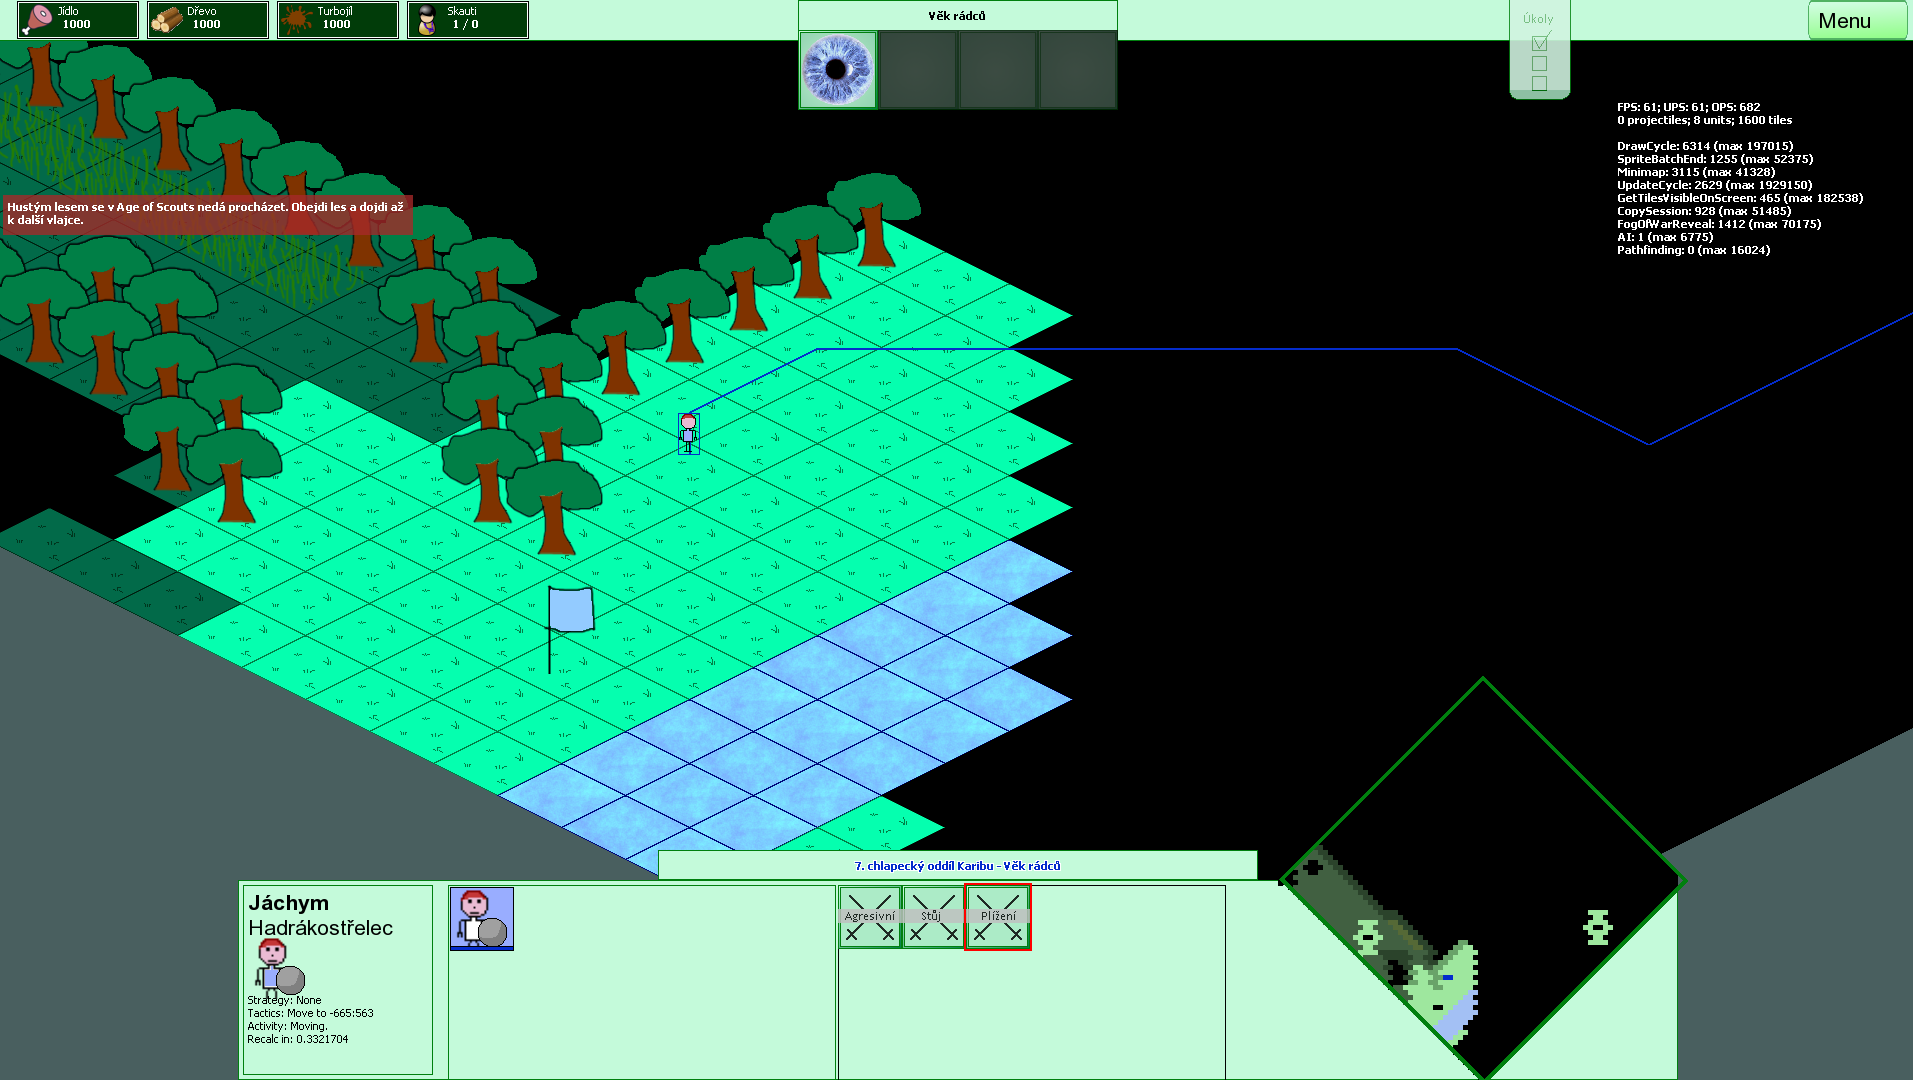 Jídlo
1000
Dřevo
1000
Turbojíl
1000
Skauti
1 / 0
Věk rádců
Úkoly
Menu
FPS: 61; UPS: 61; OPS: 682
0 projectiles; 8 units; 1600 tiles
DrawCycle: 6314 (max 197015)
SpriteBatchEnd: 1255 (max 52375)
Minimap: 3115 (max 41328)
UpdateCycle: 2629 (max 1929150)
GetTilesVisibleOnScreen: 465 (max 182538)
CopySession: 928 (max 51485)
FogOfWarReveal: 1412 (max 70175)
AI: 1 (max 6775)
Pathfinding: 0 (max 16024)
Hustým lesem se v Age of Scouts nedá procházet. Obejdi les a dojdi až
k další vlajce.
7. chlapecký oddíl Karibu - Věk rádců
Jáchym
Hadrákostřelec
Strategy: None
Tactics: Move to -665:563
Activity: Moving.
Recalc in: 0.3321704
Agresivní
Stůj
Plížení